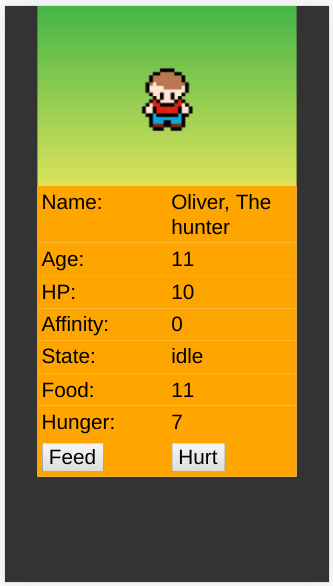 Name: Oliver, The
hunter
Age: 11
HP: 10
Affinity: 0
State: idle
Food: 11
Hunger: 7
Feed Hurt